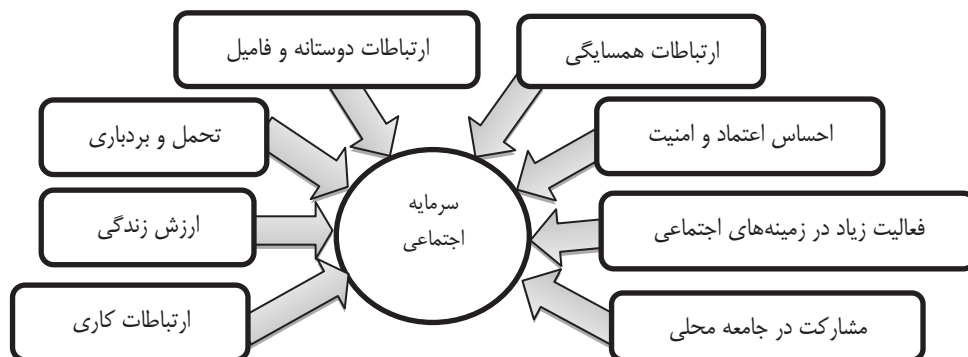 ارتباطات همسایگی
ارتباطات دوستانه و فامیل
احساس اعتماد و امنیت
تحمل و بردباری
سرمایه
اجتماعی
فعالیت زیاد در زمینه‌های اجتماعی
ارزش زندگی
مشارکت در جامعه محلی
ارتباطات کاری